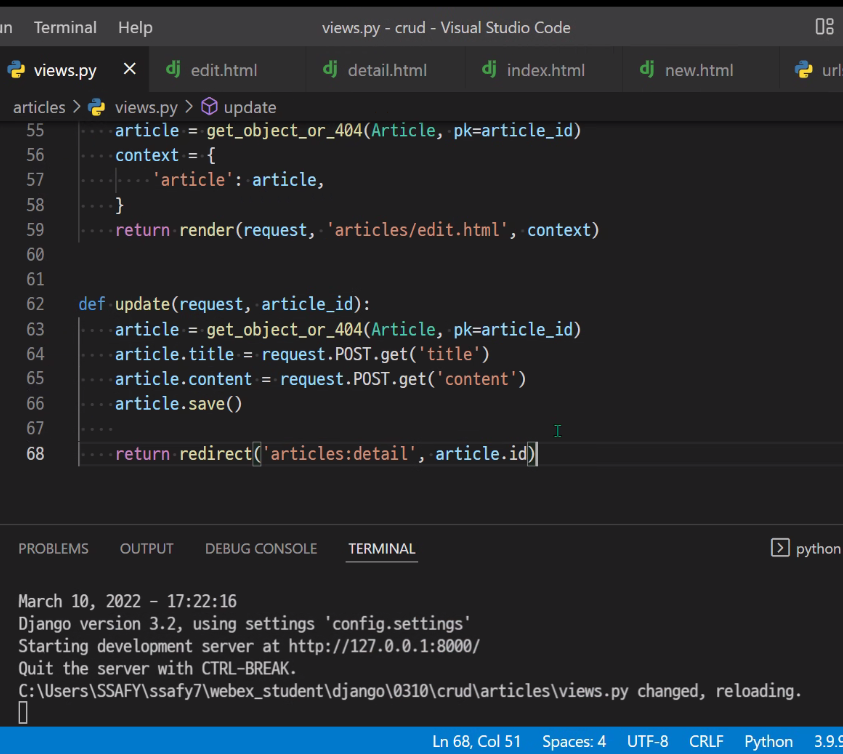 Terminal Help views.py - crud - Visual Studio Code
views.py × edit.html detail.html index.html new.html
articles > views.py > update
55 article = get_object_or_404(Article, pk=article_id)
56 context = {
57 'article': article,
58 }
59 return render(request, 'articles/edit.html', context)
60
61
62 def update(request, article_id):
63 article = get_object_or_404(Article, pk=article_id)
64 article.title = request.POST.get('title')
65 article.content = request.POST.get('content')
66 article.save()
67
68 return redirect('articles:detail', article.id)
PROBLEMS OUTPUT DEBUG CONSOLE TERMINAL python
March 10, 2022 - 17:22:16
Django version 3.2, using settings 'config.settings'
Starting development server at http://127.0.0.1:8000/
Quit the server with CTRL-BREAK.
C:\Users\SSAFY\ssafy7\webex_student\django\0310\crud\articles\views.py changed, reloading.
Ln 68, Col 51 Spaces: 4 UTF-8 CRLF Python